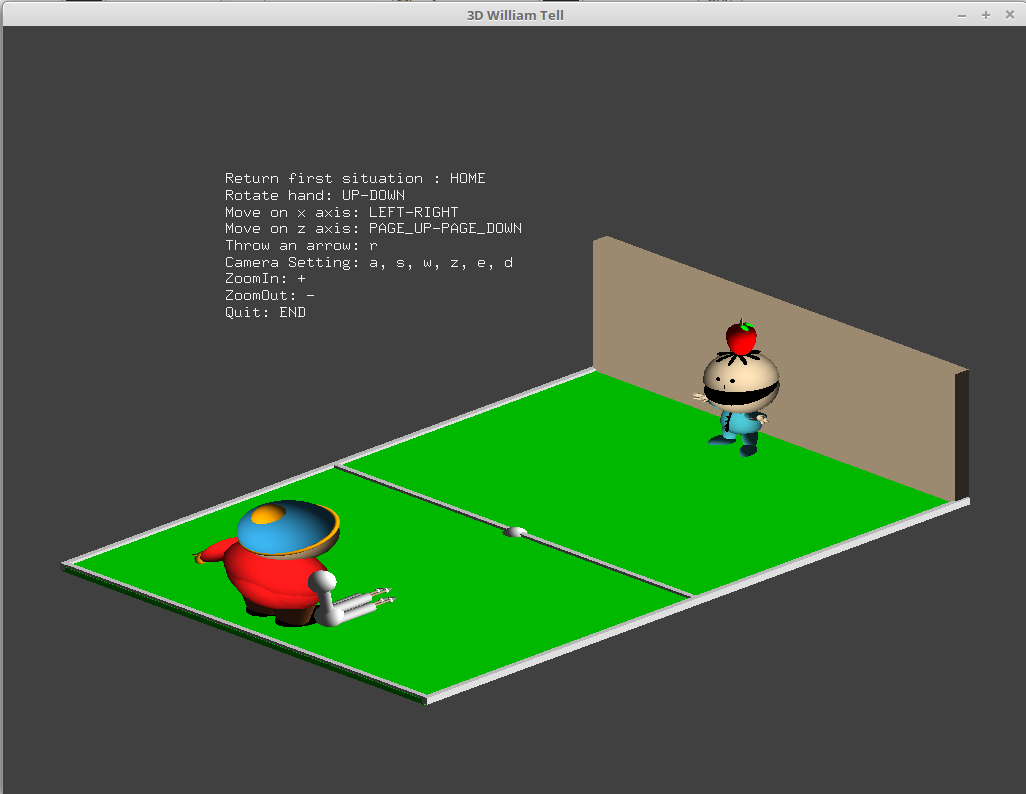 3D William Tell
Return first situation : HOME
Rotate hand: UP-DOWN
Move on x axis: LEFT-RIGHT
Move on z axis: PAGE_UP-PAGE_DOWN
Throw an arrow: r
Camera Setting: a, s, w, z, e, d
ZoomIn: +
ZoomOut: -
Quit: END